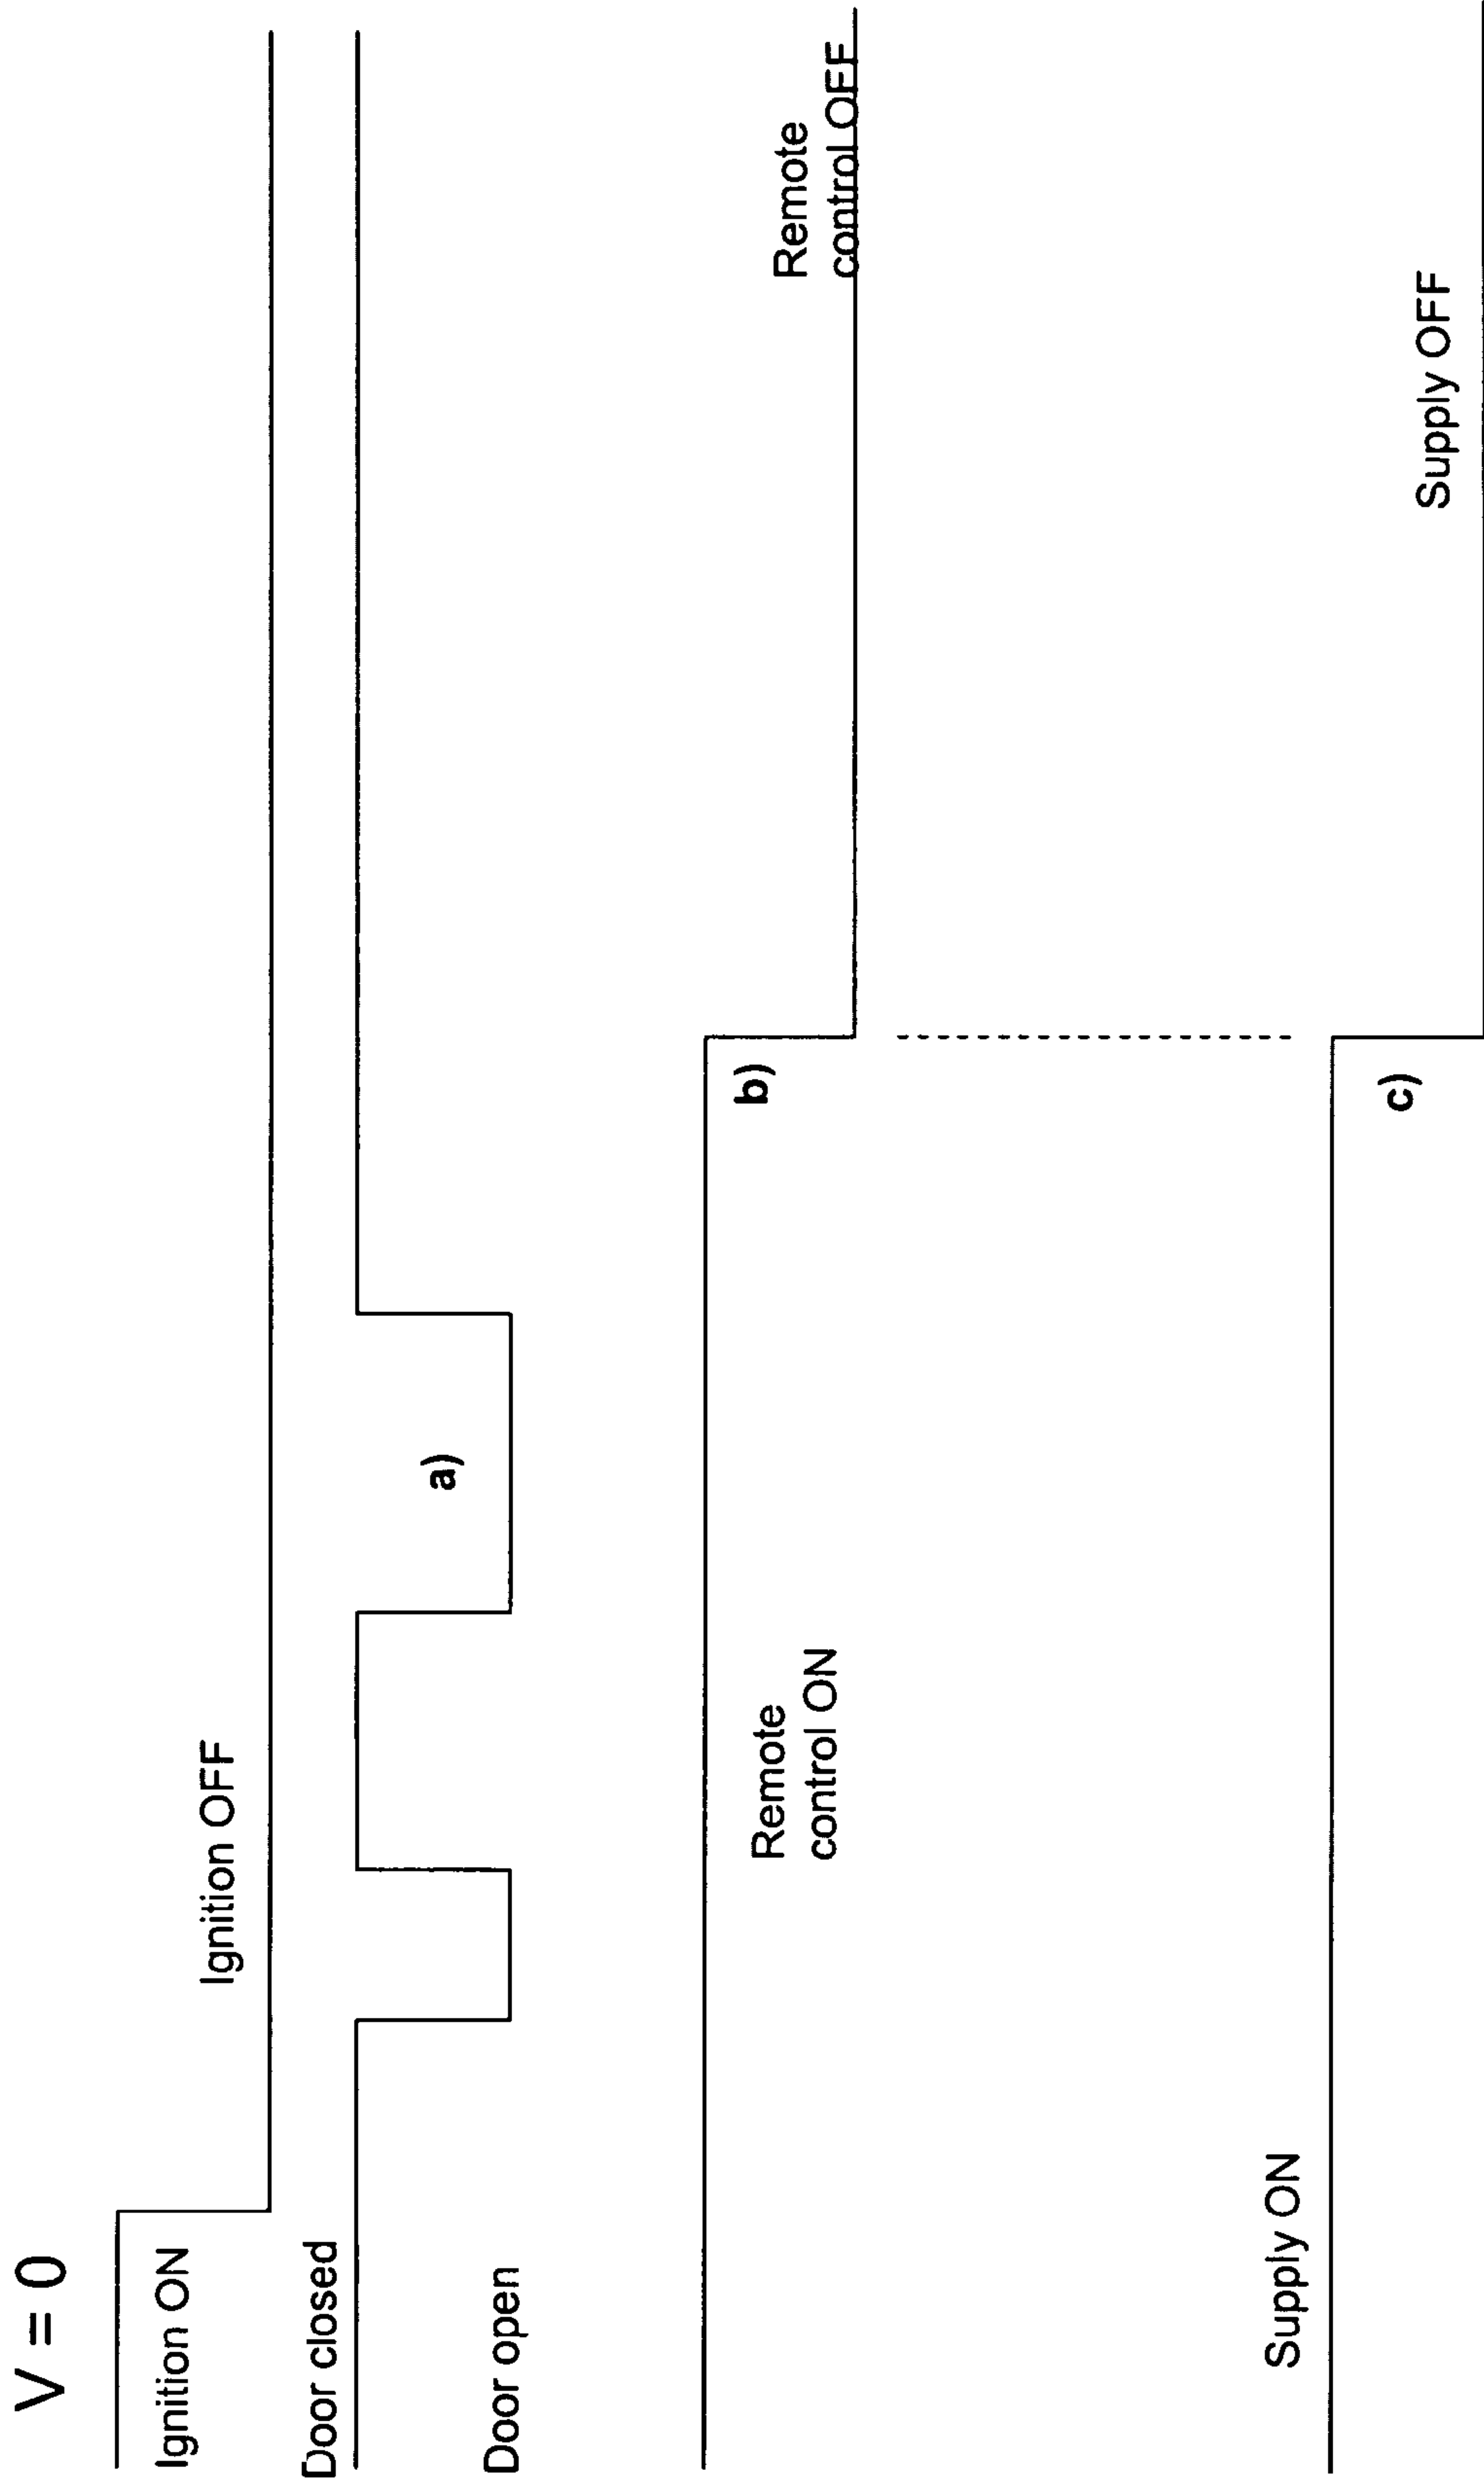 V = 0
Ignition ON
Ignition OFF
Door closed
Door open
a)
Remote
control ON
b)
Remote
control OFF
Supply ON
c)
Supply OFF